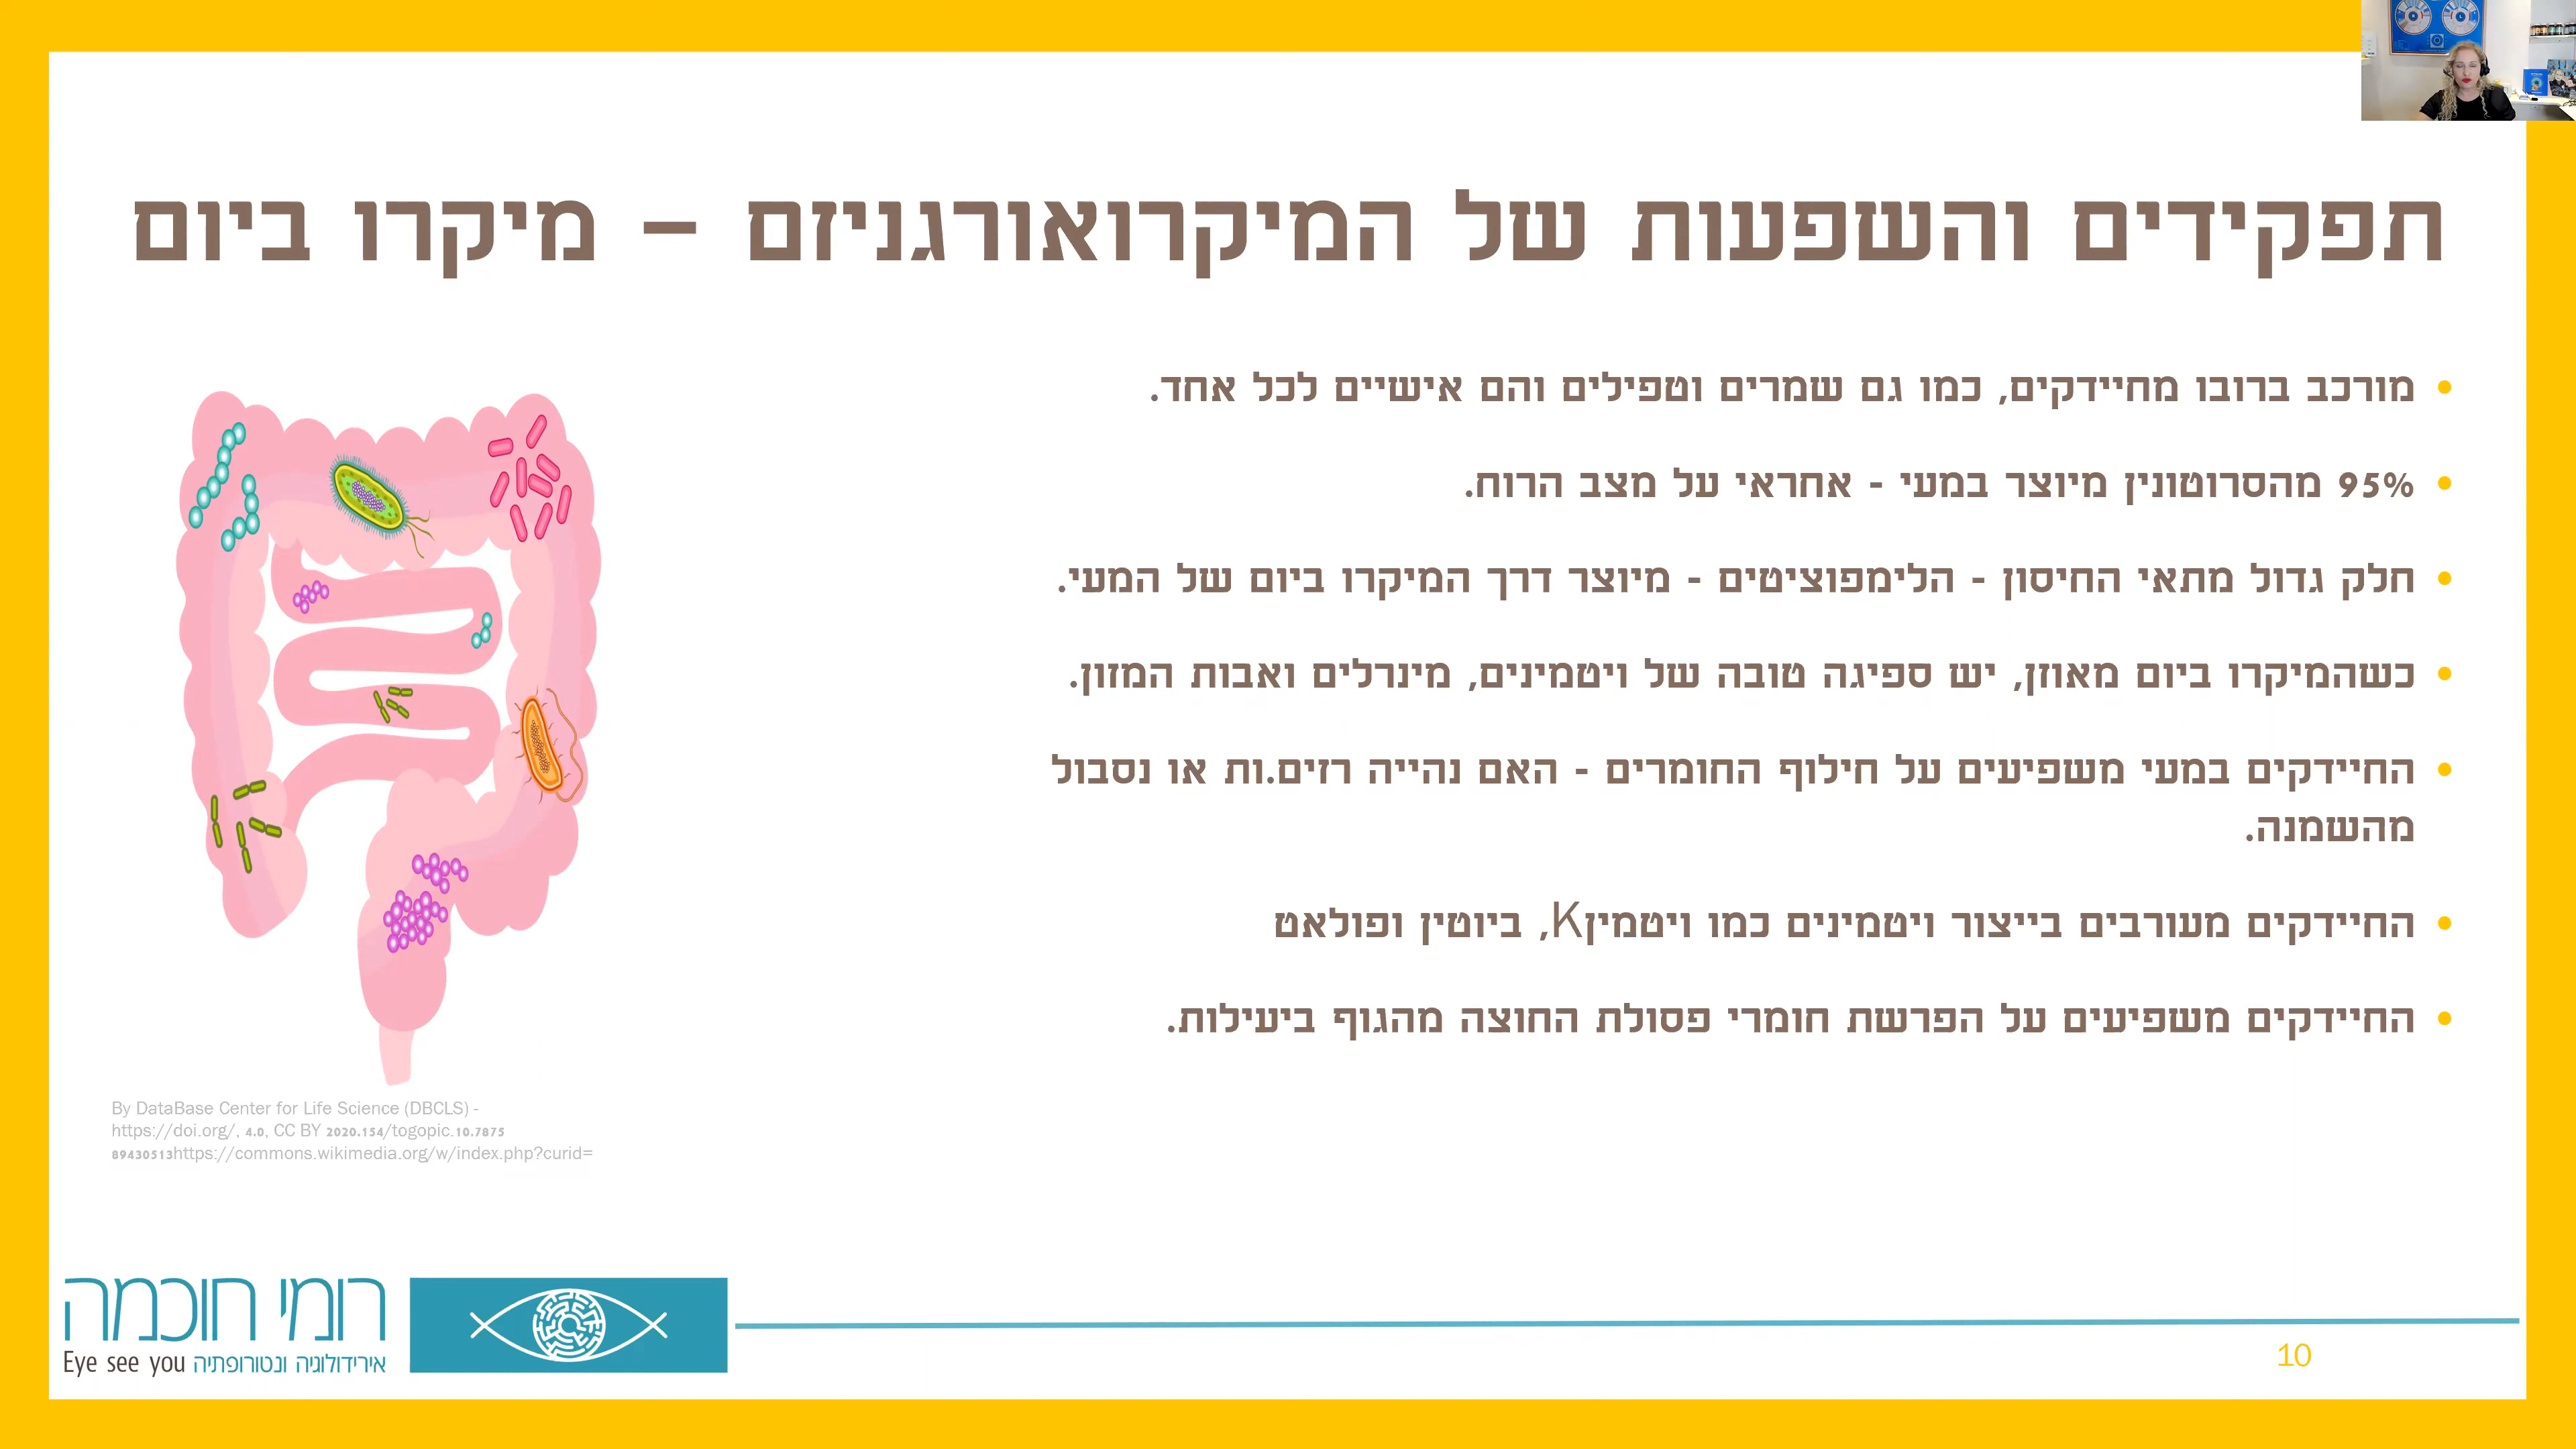 תפקידים והשפעות של המיקרואורגניזם – מיקרו ביום
• מורכב ברובו מחיידקים, כמו גם שמרים וטפילים והם אישיים לכל אחד.
• 95% מהסרוטונין מיוצר במעי - אחראי על מצב הרוח.
• חלק גדול מתאי החיסון - הלימפוציטים - מיוצר דרך המיקרו ביום של המעי.
• כשהמיקרו ביום מאוזן, יש ספיגה טובה של ויטמינים, מינרלים ואבות המזון.
• החיידקים במעי משפיעים על חילוף החומרים - האם נהייה רזים.ות או נסבול
מהשמנה.
• החיידקים מעורבים בייצור ויטמינים כמו ויטמיןK, ביוטין ופולאט
• החיידקים משפיעים על הפרשת חומרי פסולת החוצה מהגוף ביעילות.
By DataBase Center for Life Science (DBCLS) -
https://doi.org/, 4.0, CC BY 2020.154/togopic.10.7875
89430513https://commons.wikimedia.org/w/index.php?curid=
רומי חוכמה
Eye see you אירידולוגיה ונטורופתיה
10